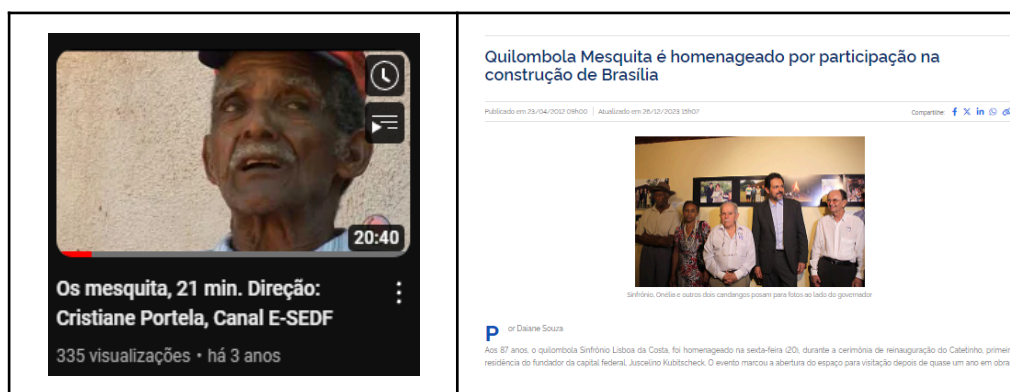 20:40
Os mesquita, 21 min. Direção:
Cristiane Portela, Canal E-SEDF
335 visualizações • há 3 anos
Quilombola Mesquita é homenageado por participação na
construção de Brasília
Publicado em 23/04/2012 09h00 | Atualizado em 26/12/2023 15h07
Compartilhe:
Sinfrônio, Onelia e outros dois candangos posam para fotos ao lado do governador
Por Daiane Souza
Aos 87 anos, o quilombola Sinfrônio Lisboa da Costa, foi homenageado na sexta-feira (20), durante a cerimônia de reinauguração do Catetinho, primeir
residência do fundador da capital federal, Juscelino Kubitscheck. O evento marcou a abertura do espaço para visitação depois de quase um ano em obra